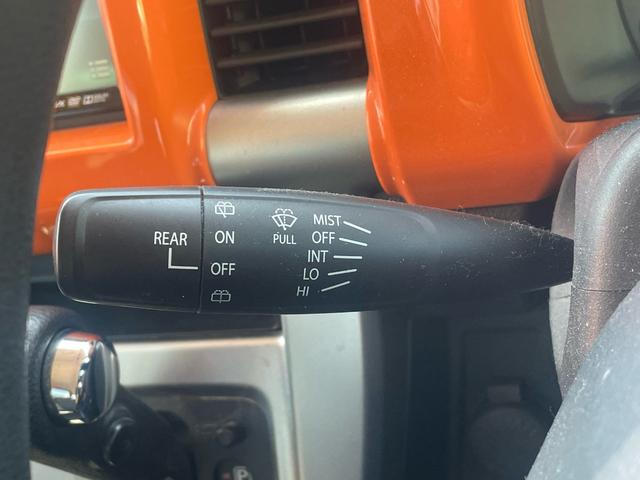 REAR
ON
OFF
PULL
MIST
OFF
INT
LO
HI
P